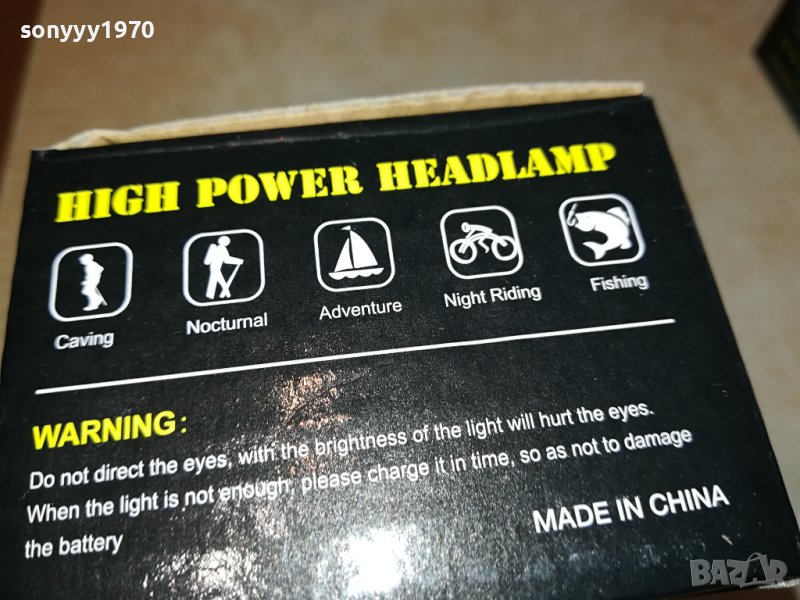 sonyyy1970
HIGH POWER HEADLAMP
Caving Nocturnal Adventure Night Riding Fishing
WARNING:
Do not direct the eyes, with the brightness of the light will hurt the eyes.
When the light is not enough, please charge it in time, so as not to damage
the battery
MADE IN CHINA
BAZAR